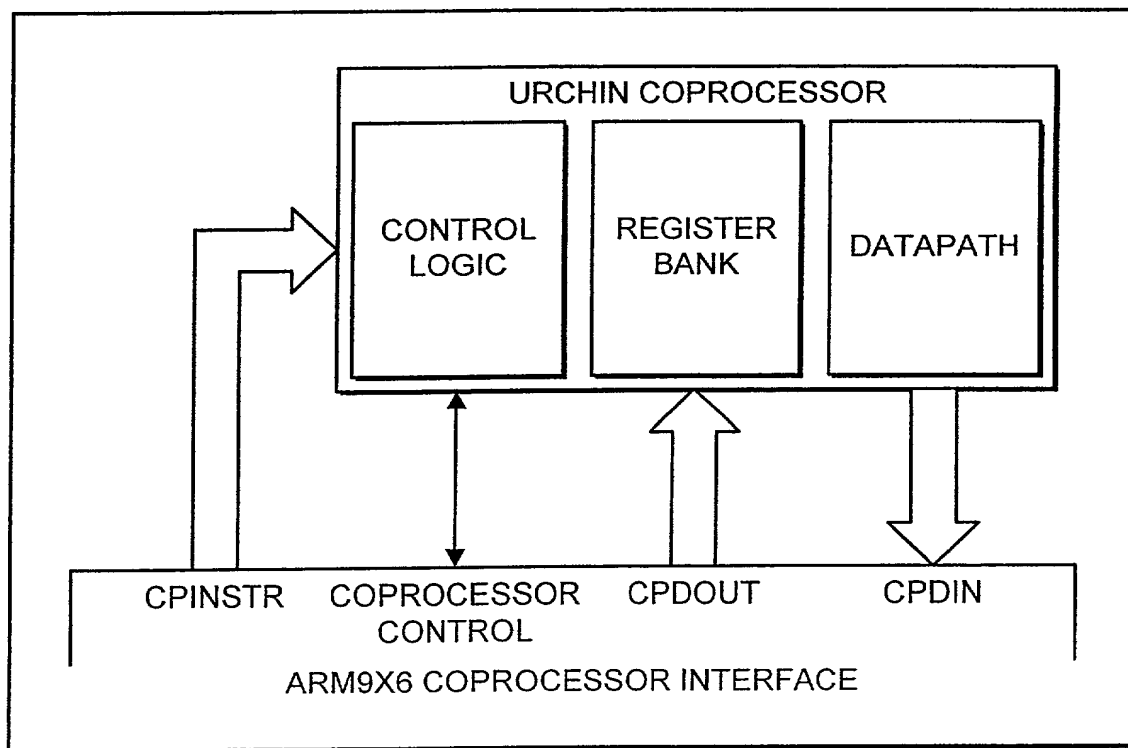 URCHIN COPROCESSOR
CONTROL
LOGIC
REGISTER
BANK
DATAPATH
CPINSTR
COPROCESSOR
CONTROL
CPDOUT
CPDIN
ARM9X6 COPROCESSOR INTERFACE